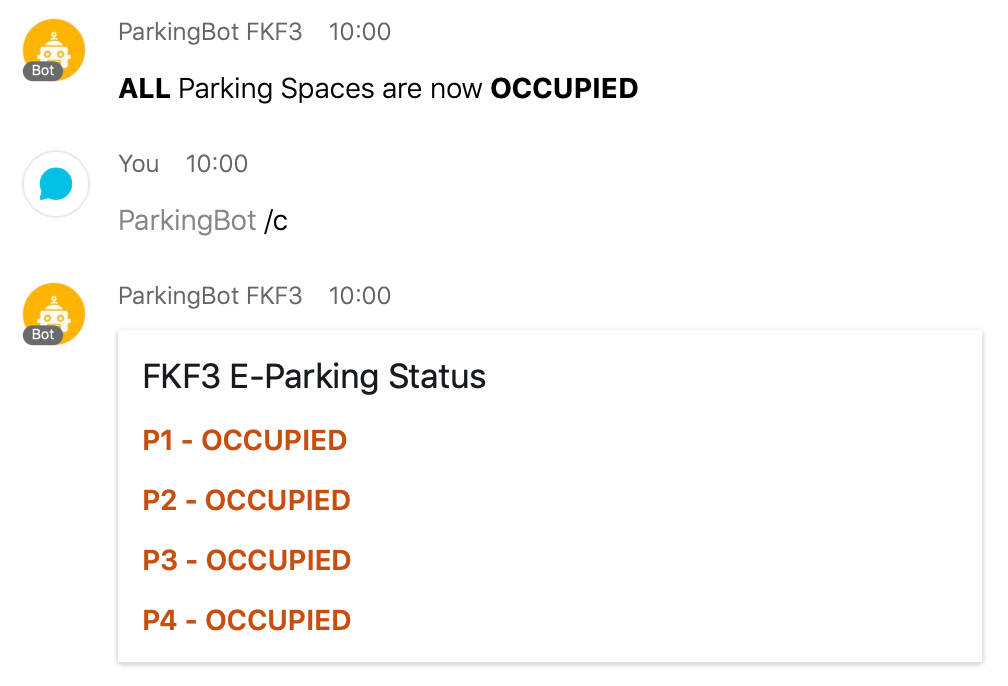 ParkingBot FKF3 10:00
Bot
ALL Parking Spaces are now OCCUPIED
You 10:00
ParkingBot /c
ParkingBot FKF3 10:00
Bot
FKF3 E-Parking Status
P1 - OCCUPIED
P2 - OCCUPIED
P3 - OCCUPIED
P4 - OCCUPIED